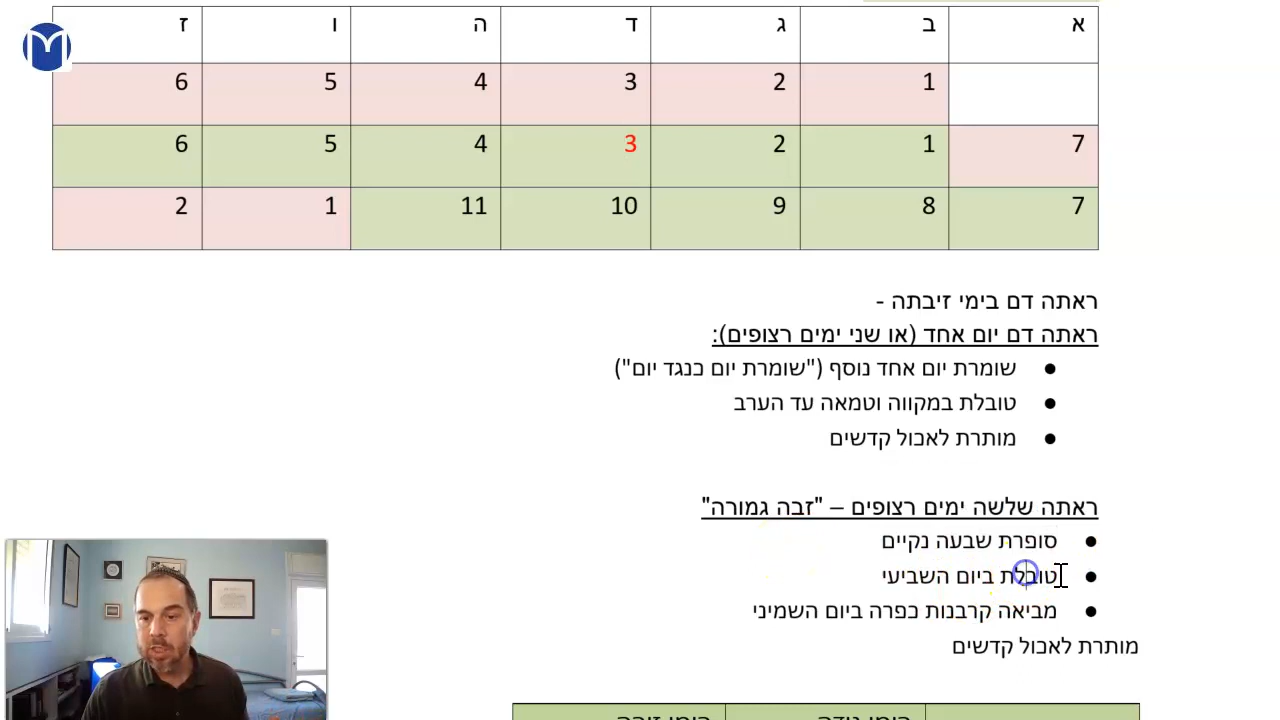 א ב ג ד ה ו ז
1 2 3 4 5 6
7 1 2 3 4 5 6
7 8 9 10 11 1 2
ראתה דם בימי זיבתה -
ראתה דם יום אחד (או שני ימים רצופים):
● שומרת יום אחד נוסף ("שומרת יום כנגד יום")
● טובלת במקווה וטמאה עד הערב
● מותרת לאכול קדשים
ראתה שלשה ימים רצופים – "זבה גמורה"
● סופרת שבעה נקיים
● טובלת ביום השביעי
● מביאה קרבנות כפרה ביום השמיני
מותרת לאכול קדשים